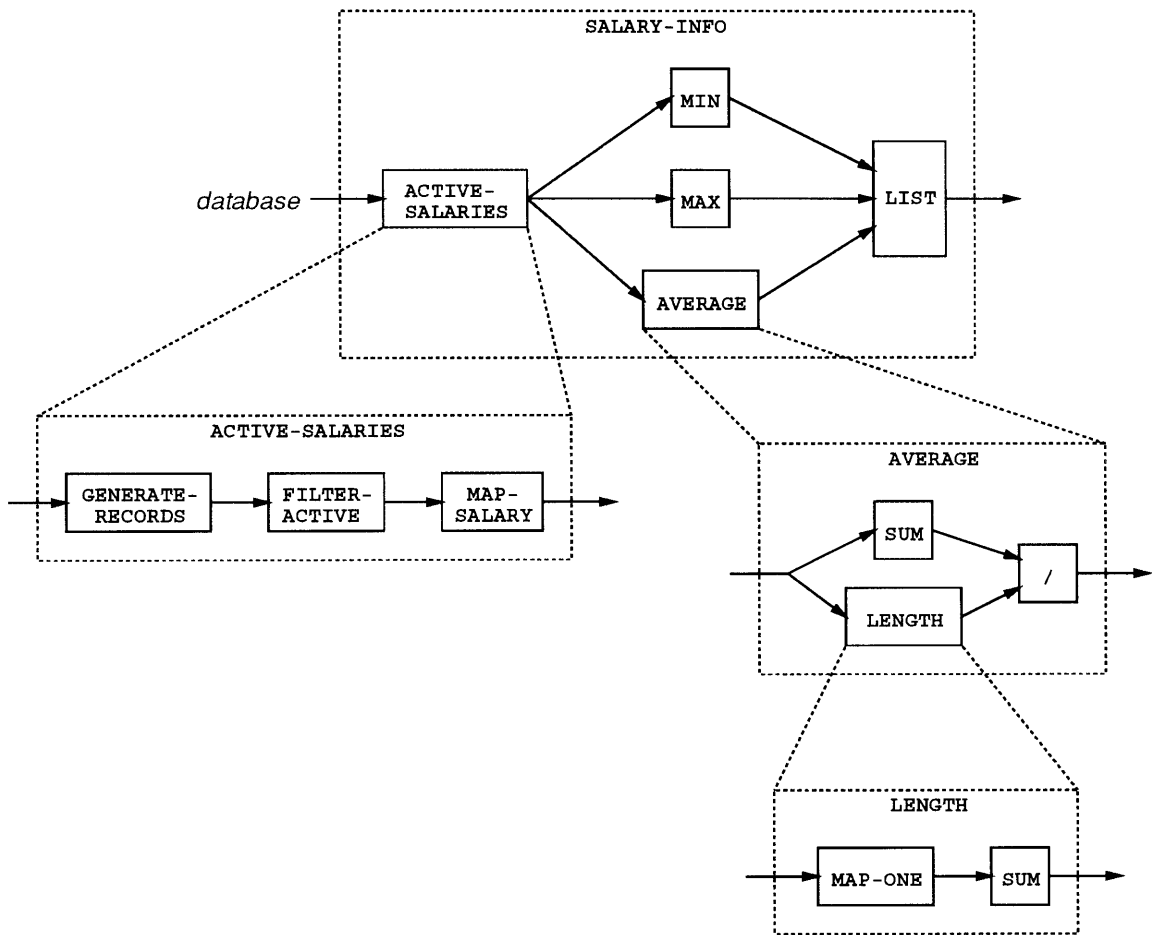 SALARY-INFO
MIN
database
ACTIVE-
SALARIES
MAX
LIST
AVERAGE
ACTIVE-SALARIES
GENERATE-
RECORDS
FILTER-
ACTIVE
MAP-
SALARY
AVERAGE
SUM
/
LENGTH
LENGTH
MAP-ONE
SUM